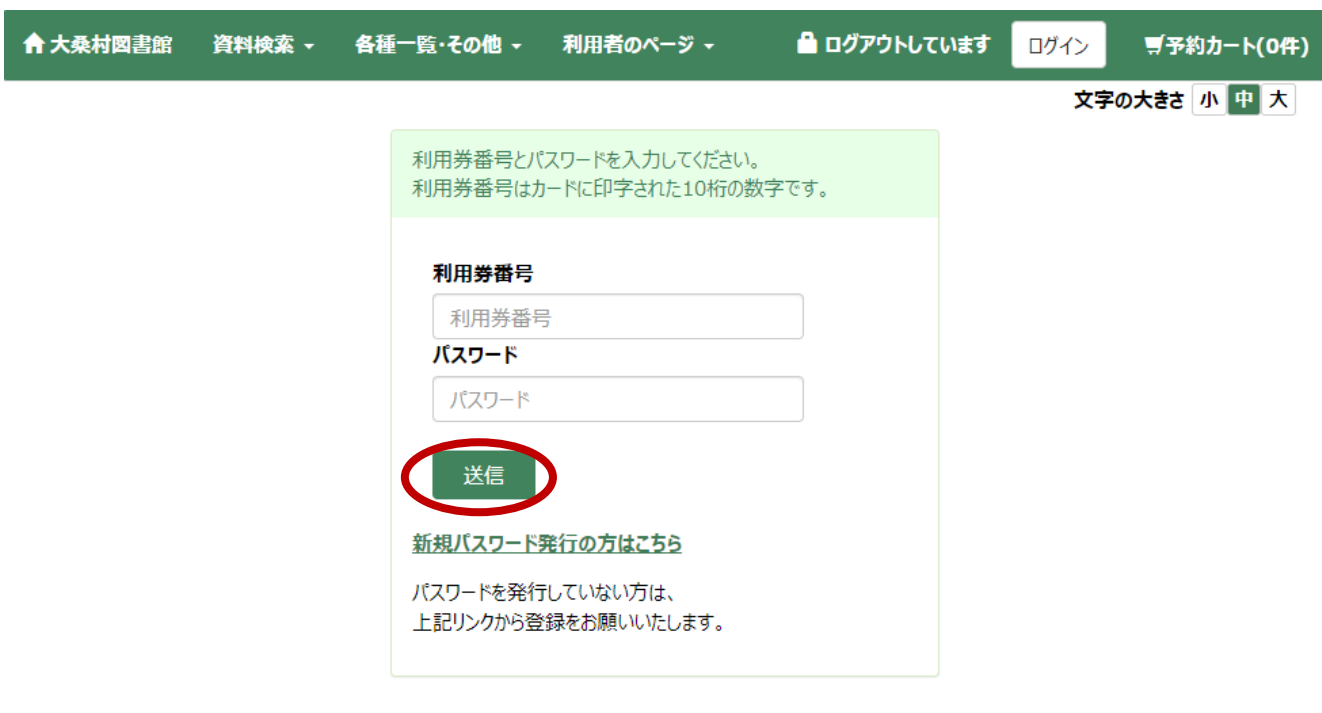 大桑村図書館 資料検索 各種一覧・その他 利用者のページ ログアウトしています ログイン 予約カート(0件)
文字の大きさ 小 中 大
利用券番号とパスワードを入力してください。
利用券番号はカードに印字された10桁の数字です。
利用券番号
利用券番号
パスワード
パスワード
送信
新規パスワード発行の方はこちら
パスワードを発行していない方は、
上記リンクから登録をお願いいたします。